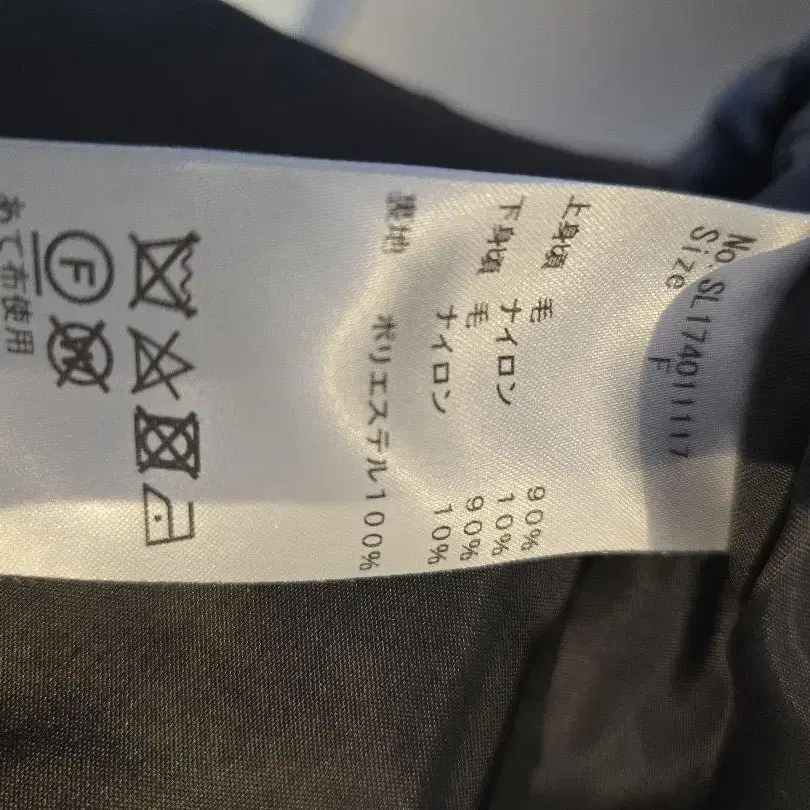 No. SL174011117
Size F
上身頃 毛 90%
ナイロン 10%
下身頃 毛 90%
ナイロン 10%
裏地 ポリエステル100%
F W
あて布使用